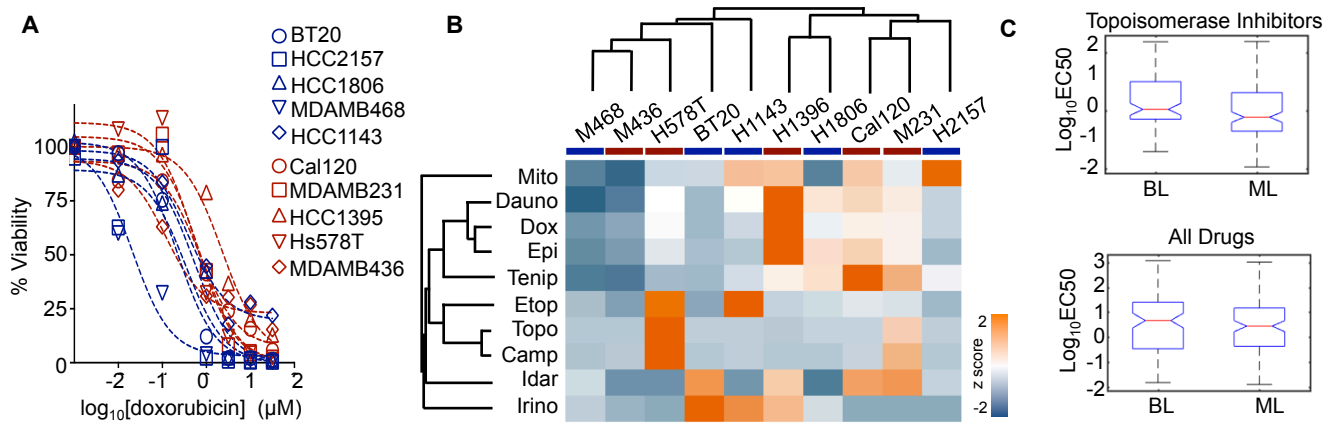 A
% Viability
100
75
50
25
0
-2
-1
0
1
2
log10[doxorubicin] (µM)
BT20
HCC2157
HCC1806
MDAMB468
HCC1143
Cal120
MDAMB231
HCC1395
Hs578T
MDAMB436
B
M468
M436
H578T
BT20
H1143
H1396
H1806
Cal120
M231
H2157
Mito
Dauno
Dox
Epi
Tenip
Etop
Topo
Camp
Idar
Irino
2
z score
-2
C
Topoisomerase Inhibitors
Log10EC50
2
1
0
-1
-2
BL ML
All Drugs
Log10EC50
3
2
1
0
-1
-2
BL ML